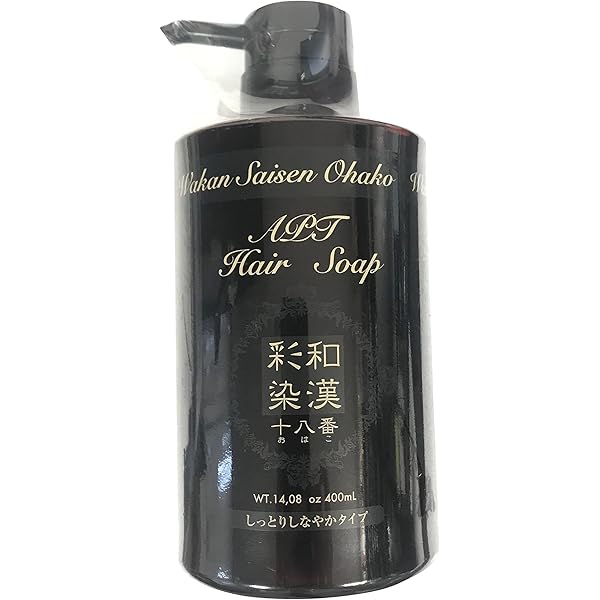 Wakan Saisen Ohako W
APT
Hair Soap
和漢
彩染
十八番
おはこ
WT.14,08 oz 400mL
しっとりしなやかタイプ